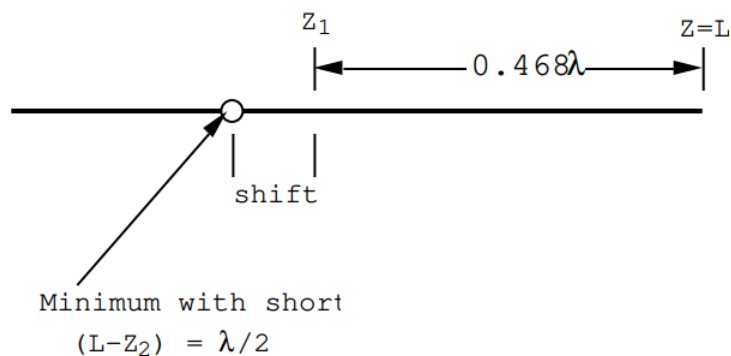 Z₁
Z=L
0.468λ
shift
Minimum with short
(L-Z₂) = λ/2